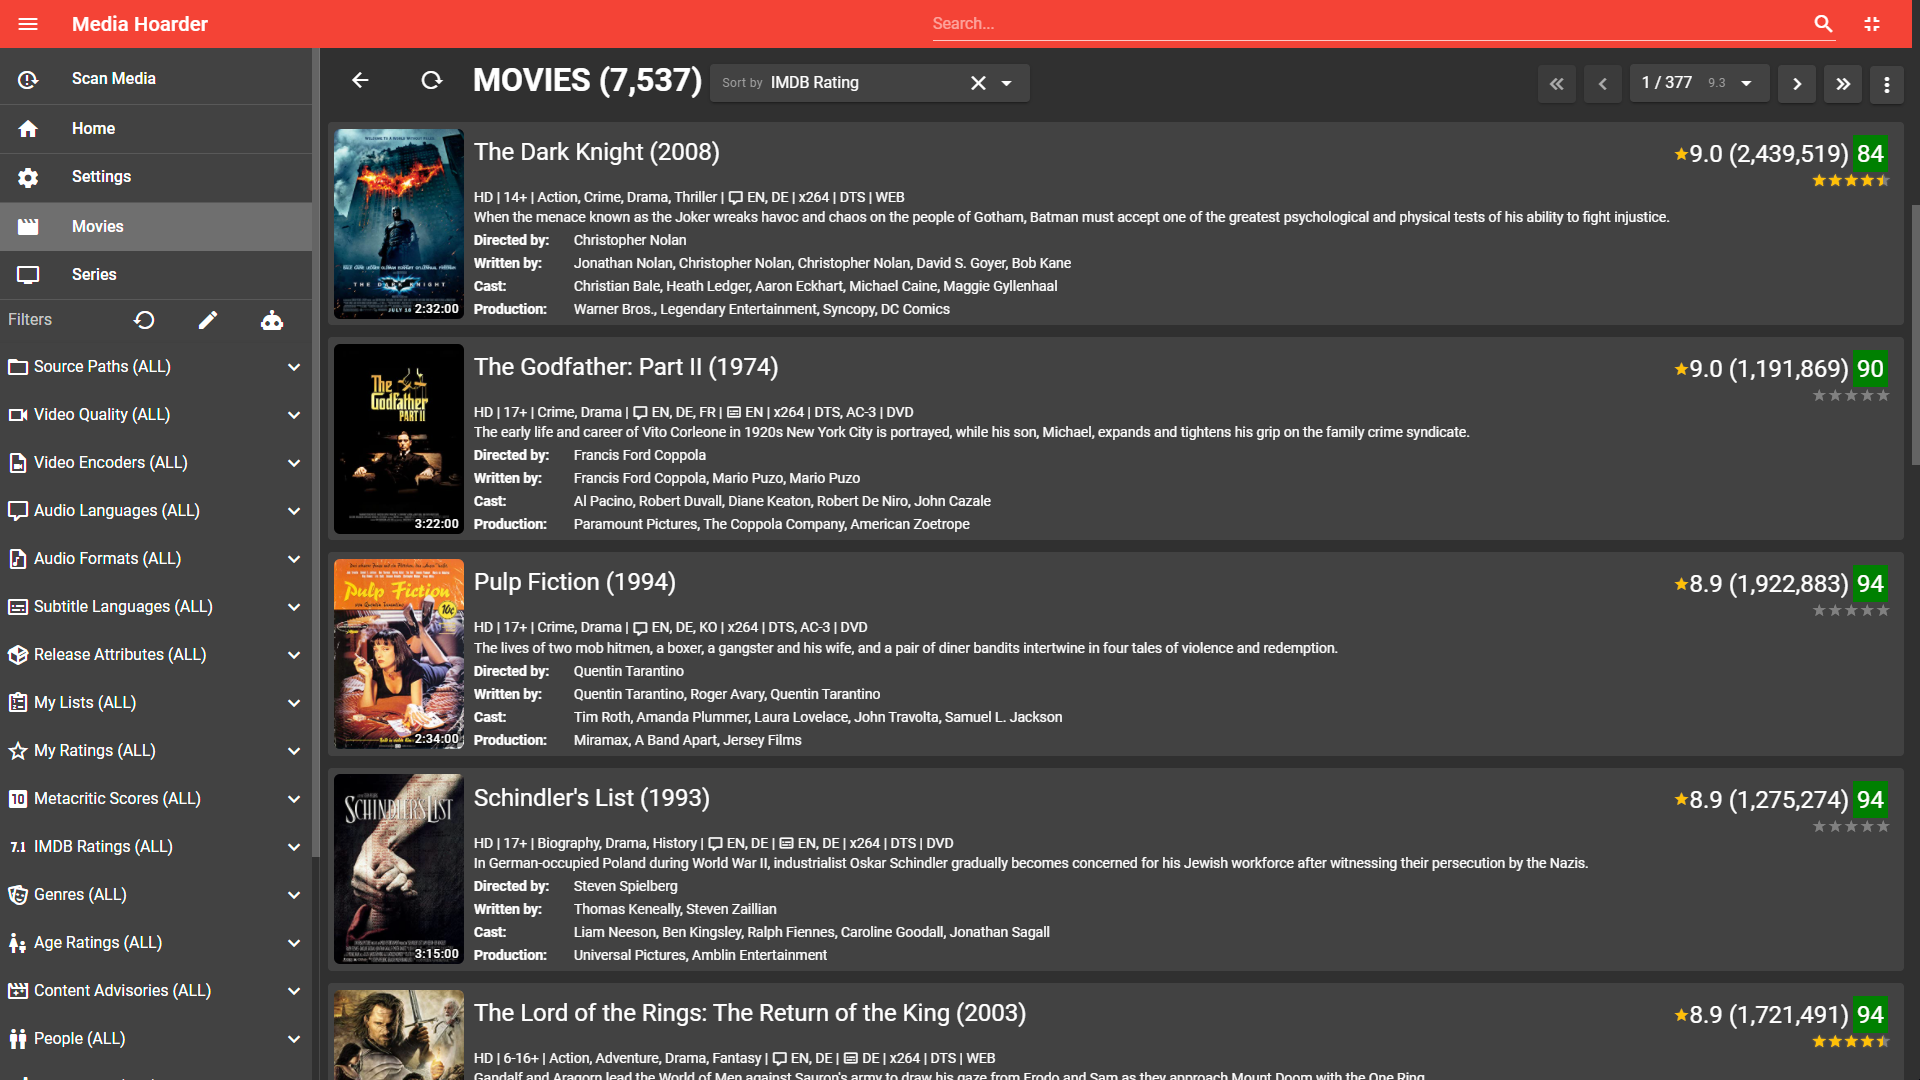 Media Hoarder
Search...
Scan Media
Home
Settings
Movies
Series
Filters
Source Paths (ALL)
Video Quality (ALL)
Video Encoders (ALL)
Audio Languages (ALL)
Audio Formats (ALL)
Subtitle Languages (ALL)
Release Attributes (ALL)
My Lists (ALL)
My Ratings (ALL)
10 Metacritic Scores (ALL)
7.1 IMDB Ratings (ALL)
Genres (ALL)
Age Ratings (ALL)
Content Advisories (ALL)
People (ALL)
MOVIES (7,537) Sort by IMDB Rating
1 / 377 9.3
THE DARK KNIGHT
2:32:00
The Dark Knight (2008)
9.0 (2,439,519) 84
HD | 14+ | Action, Crime, Drama, Thriller | EN, DE | x264 | DTS | WEB
When the menace known as the Joker wreaks havoc and chaos on the people of Gotham, Batman must accept one of the greatest psychological and physical tests of his ability to fight injustice.
Directed by: Christopher Nolan
Written by: Jonathan Nolan, Christopher Nolan, Christopher Nolan, David S. Goyer, Bob Kane
Cast: Christian Bale, Heath Ledger, Aaron Eckhart, Michael Caine, Maggie Gyllenhaal
Production: Warner Bros., Legendary Entertainment, Syncopy, DC Comics
The
Godfather
PART II
3:22:00
The Godfather: Part II (1974)
9.0 (1,191,869) 90
HD | 17+ | Crime, Drama | EN, DE, FR | EN | x264 | DTS, AC-3 | DVD
The early life and career of Vito Corleone in 1920s New York City is portrayed, while his son, Michael, expands and tightens his grip on the family crime syndicate.
Directed by: Francis Ford Coppola
Written by: Francis Ford Coppola, Mario Puzo, Mario Puzo
Cast: Al Pacino, Robert Duvall, Diane Keaton, Robert De Niro, John Cazale
Production: Paramount Pictures, The Coppola Company, American Zoetrope
Pulp Fiction
10¢
2:34:00
Pulp Fiction (1994)
8.9 (1,922,883) 94
HD | 17+ | Crime, Drama | EN, DE, KO | x264 | DTS, AC-3 | DVD
The lives of two mob hitmen, a boxer, a gangster and his wife, and a pair of diner bandits intertwine in four tales of violence and redemption.
Directed by: Quentin Tarantino
Written by: Quentin Tarantino, Roger Avary, Quentin Tarantino
Cast: Tim Roth, Amanda Plummer, Laura Lovelace, John Travolta, Samuel L. Jackson
Production: Miramax, A Band Apart, Jersey Films
SCHINDLER'S LIST
3:15:00
Schindler's List (1993)
8.9 (1,275,274) 94
HD | 17+ | Biography, Drama, History | EN, DE | EN, DE | x264 | DTS | DVD
In German-occupied Poland during World War II, industrialist Oskar Schindler gradually becomes concerned for his Jewish workforce after witnessing their persecution by the Nazis.
Directed by: Steven Spielberg
Written by: Thomas Keneally, Steven Zaillian
Cast: Liam Neeson, Ben Kingsley, Ralph Fiennes, Caroline Goodall, Jonathan Sagall
Production: Universal Pictures, Amblin Entertainment
The Lord of the Rings: The Return of the King (2003)
8.9 (1,721,491) 94
HD | 6-16+ | Action, Adventure, Drama, Fantasy | EN, DE | DE | x264 | DTS | WEB
Gandalf and Aragorn lead the World of Men against Sauron's army to draw his gaze from Frodo and Sam as they approach Mount Doom with the One Ring.